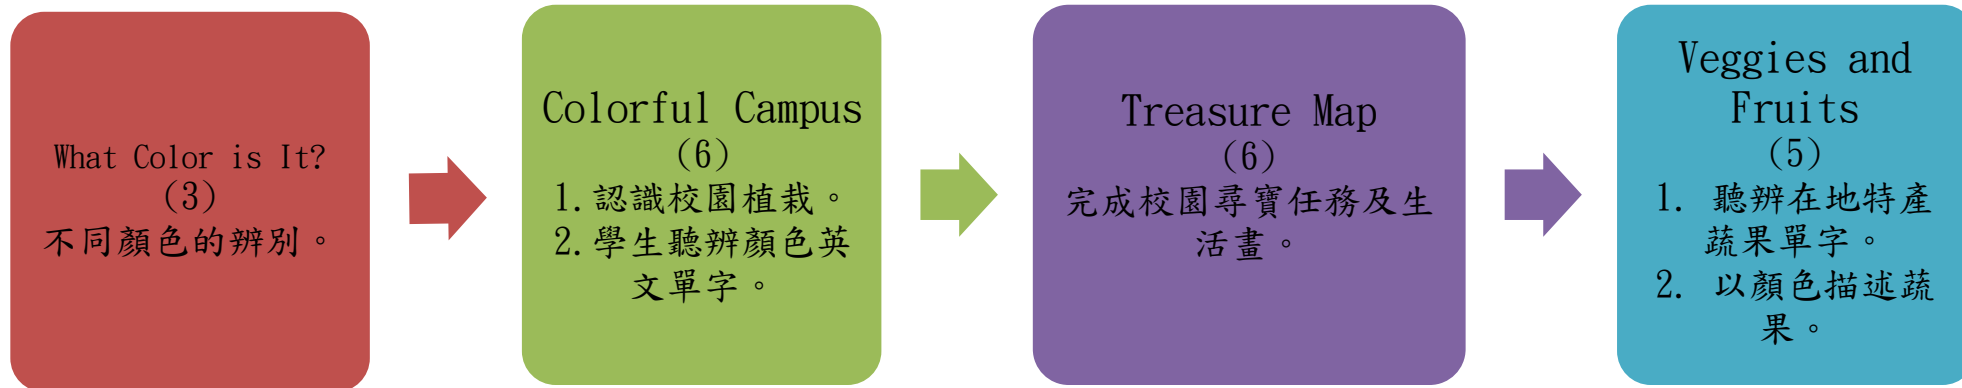 What Color is It?
(3)
不同顏色的辨別。
Colorful Campus
(6)
1.認識校園植栽。
2.學生聽辨顏色英
文單字。
Treasure Map
(6)
完成校園尋寶任務及生
活畫。
Veggies and
Fruits
(5)
1. 聽辨在地特產
蔬果單字。
2. 以顏色描述蔬
果。